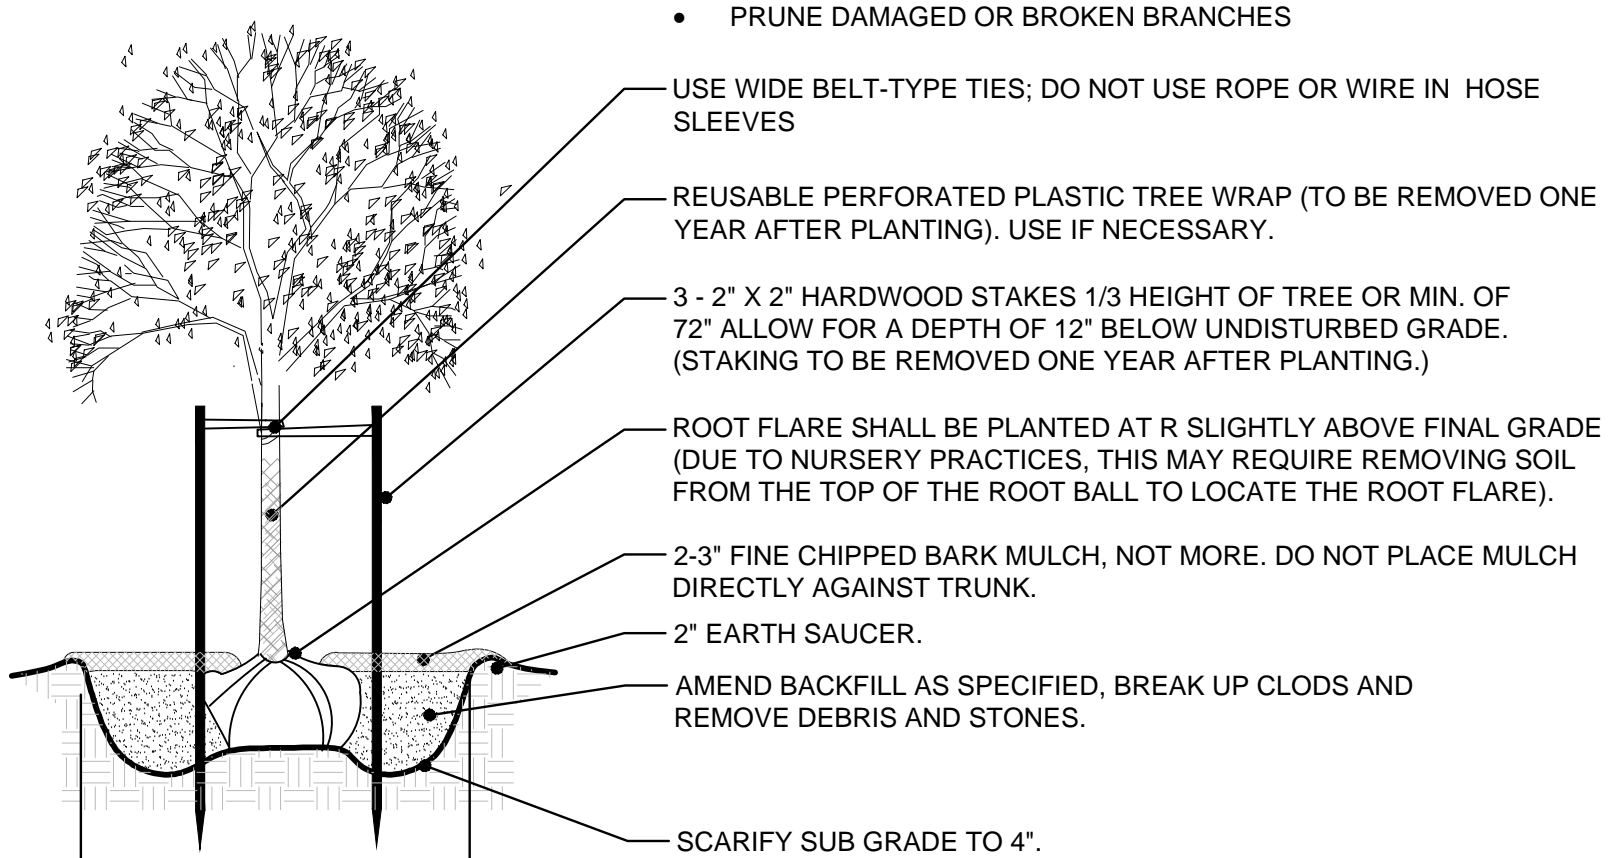 • PRUNE DAMAGED OR BROKEN BRANCHES
USE WIDE BELT-TYPE TIES; DO NOT USE ROPE OR WIRE IN HOSE
SLEEVES
REUSABLE PERFORATED PLASTIC TREE WRAP (TO BE REMOVED ONE
YEAR AFTER PLANTING). USE IF NECESSARY.
3 - 2" X 2" HARDWOOD STAKES 1/3 HEIGHT OF TREE OR MIN. OF
72" ALLOW FOR A DEPTH OF 12" BELOW UNDISTURBED GRADE.
(STAKING TO BE REMOVED ONE YEAR AFTER PLANTING.)
ROOT FLARE SHALL BE PLANTED AT R SLIGHTLY ABOVE FINAL GRADE
(DUE TO NURSERY PRACTICES, THIS MAY REQUIRE REMOVING SOIL
FROM THE TOP OF THE ROOT BALL TO LOCATE THE ROOT FLARE).
2-3" FINE CHIPPED BARK MULCH, NOT MORE. DO NOT PLACE MULCH
DIRECTLY AGAINST TRUNK.
2" EARTH SAUCER.
AMEND BACKFILL AS SPECIFIED, BREAK UP CLODS AND
REMOVE DEBRIS AND STONES.
SCARIFY SUB GRADE TO 4".